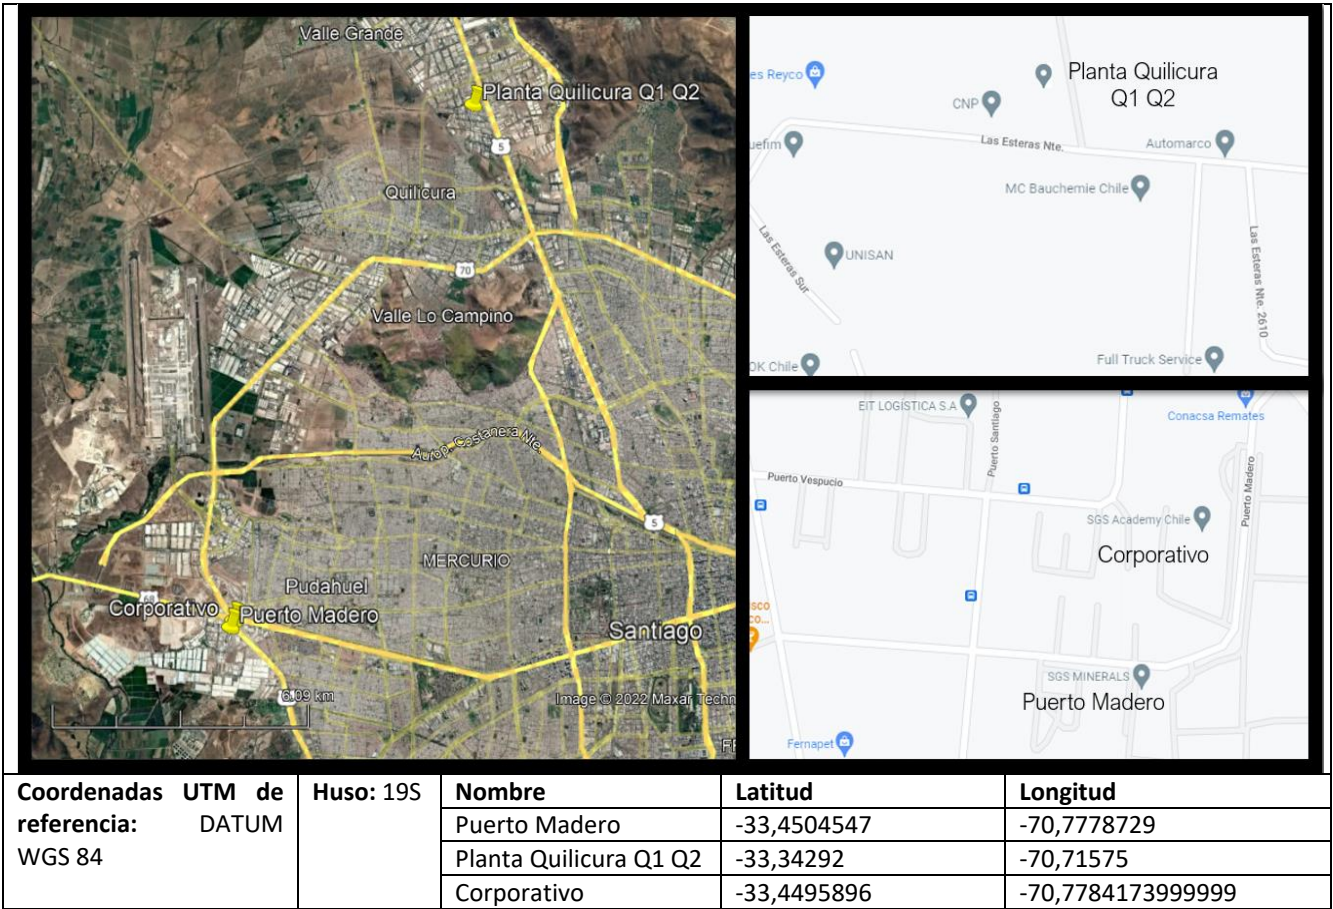 Valle Grande
Planta Quilicura Q1 Q2
5
Quilicura
70
Valle Lo Campino
Autop. Costanera Nte.
5
MERCURIO
Pudahuel
68
Corporativo
Puerto Madero
Santiago
6.09 km
Image © 2022 Maxar Techn
es Reyco
Planta Quilicura
Q1 Q2
CNP
Las Esteras Nte.
Automarco
uefim
MC Bauchemie Chile
Las Esteras Sur
UNISAN
Las Esteras Nte. 2610
OK Chile
Full Truck Service
EIT LOGÍSTICA S.A
Puerto Santiago
Conacsa Remates
Puerto Vespucio
Puerto Madero
SGS Academy Chile
Corporativo
sco
co...
SGS MINERALS
Puerto Madero
Fernapet
Coordenadas UTM de
referencia: DATUM
WGS 84
Huso: 19S
Nombre Latitud Longitud
Puerto Madero -33,4504547 -70,7778729
Planta Quilicura Q1 Q2 -33,34292 -70,71575
Corporativo -33,4495896 -70,7784173999999